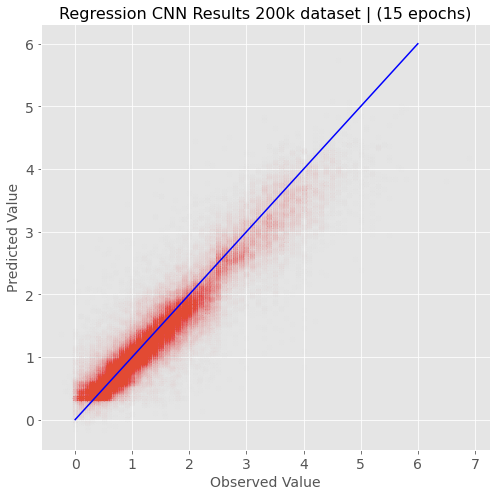 Regression CNN Results 200k dataset | (15 epochs)
6
5
4
3
2
1
0
Predicted Value
0 1 2 3 4 5 6 7
Observed Value